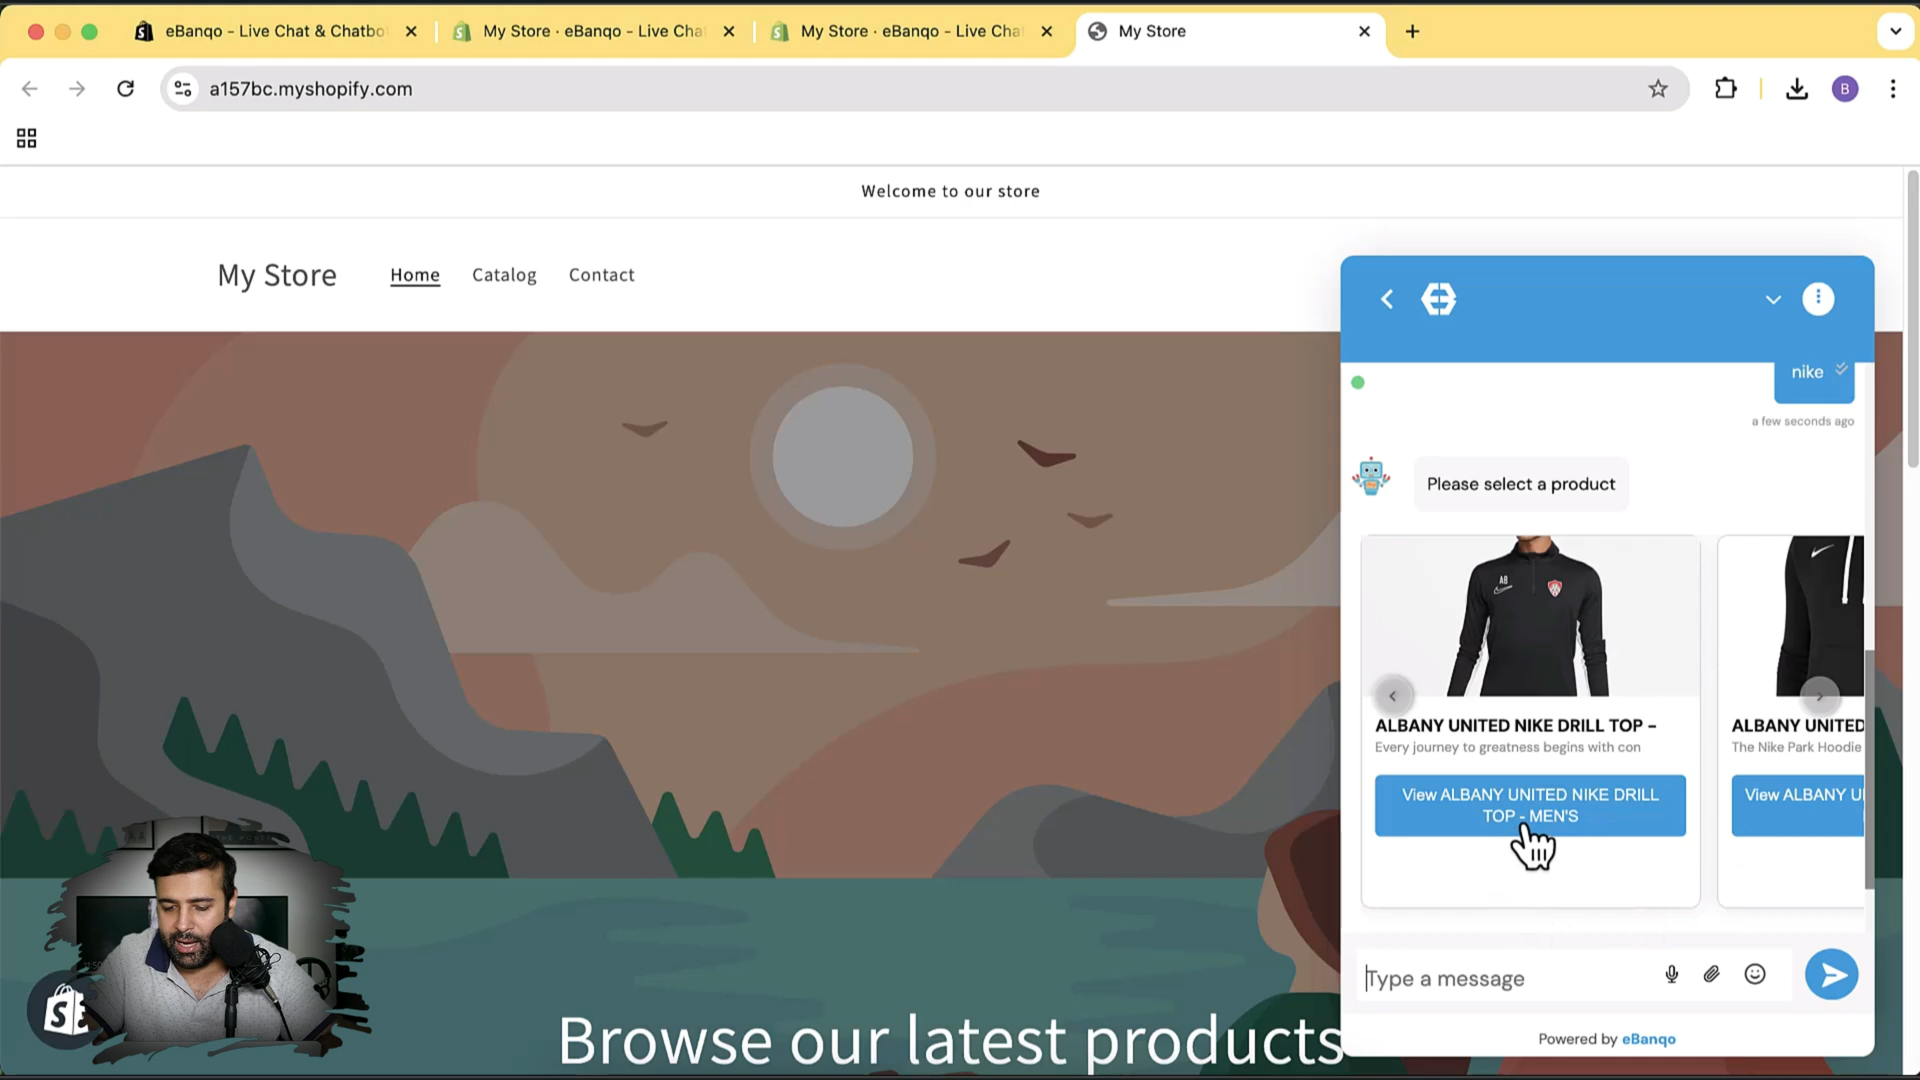 eBanqo - Live Chat & Chatbo
My Store · eBanqo - Live Cha
My Store · eBanqo - Live Cha
My Store
a157bc.myshopify.com
B
Welcome to our store
My Store
Home
Catalog
Contact
nike
a few seconds ago
Please select a product
AB
ALBANY UNITED NIKE DRILL TOP -
Every journey to greatness begins with con
View ALBANY UNITED NIKE DRILL
TOP - MEN'S
ALBANY UNITED
The Nike Park Hoodie
View ALBANY U
Type a message
Powered by eBanqo
Browse our latest products